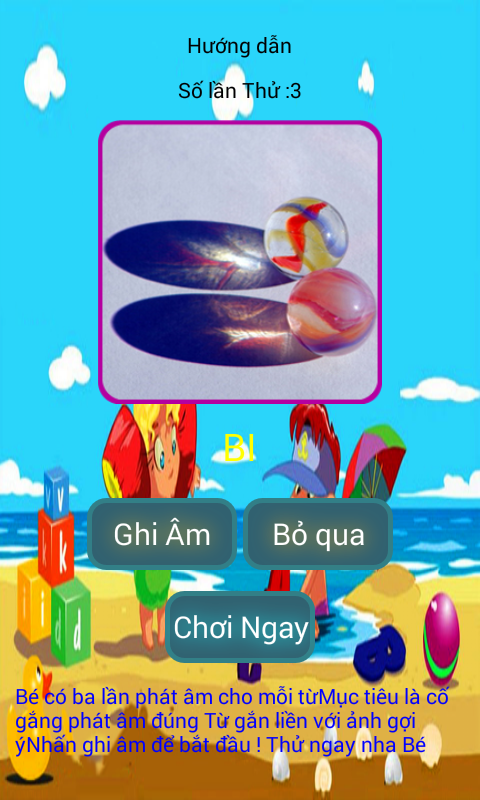 Hướng dẫn
Số lần Thử :3
BI
Ghi Âm
Bỏ qua
Chơi Ngay
Bé có ba lần phát âm cho mỗi từMục tiêu là cố
gắng phát âm đúng Từ gắn liền với ảnh gợi
ýNhấn ghi âm để bắt đầu ! Thử ngay nha Bé
v
k
k
i
d
d
d
B